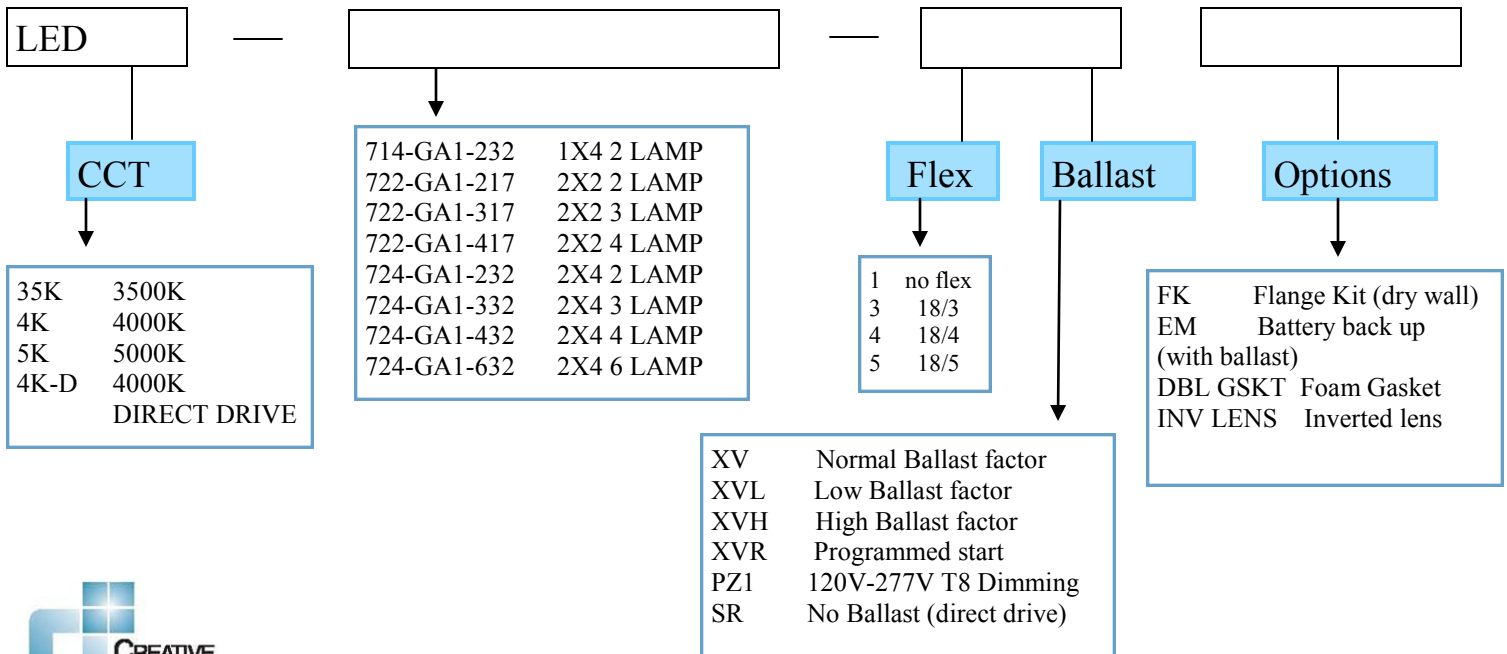 LED
CCT
Flex
Ballast
Options
35K 3500K
4K 4000K
5K 5000K
4K-D 4000K
DIRECT DRIVE
714-GA1-232 1X4 2 LAMP
722-GA1-217 2X2 2 LAMP
722-GA1-317 2X2 3 LAMP
722-GA1-417 2X2 4 LAMP
724-GA1-232 2X4 2 LAMP
724-GA1-332 2X4 3 LAMP
724-GA1-432 2X4 4 LAMP
724-GA1-632 2X4 6 LAMP
1 no flex
3 18/3
4 18/4
5 18/5
XV Normal Ballast factor
XVL Low Ballast factor
XVH High Ballast factor
XVR Programmed start
PZ1 120V-277V T8 Dimming
SR No Ballast (direct drive)
FK Flange Kit (dry wall)
EM Battery back up
(with ballast)
DBL GSKT Foam Gasket
INV LENS Inverted lens
CREATIVE